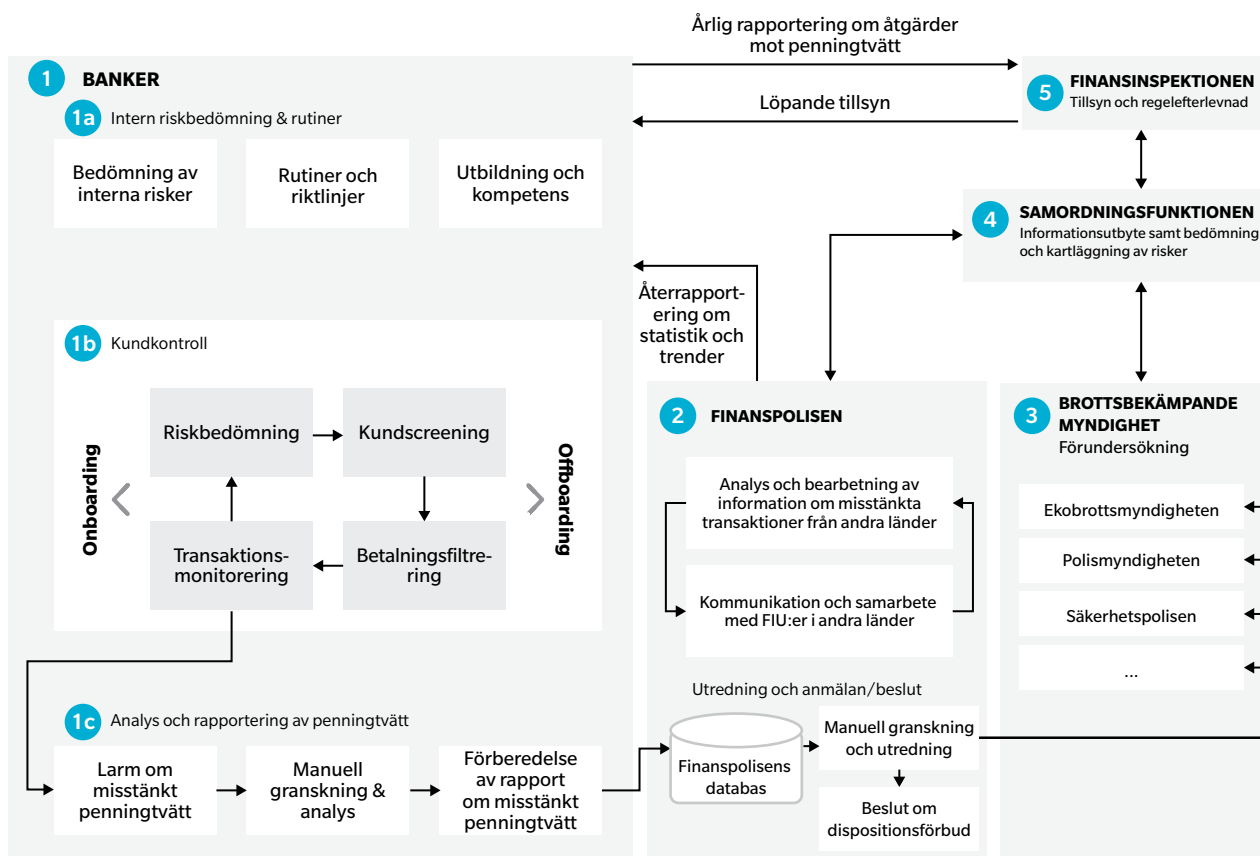 Årlig rapportering om åtgärder
mot penningtvätt
1 BANKER
1a Intern riskbedömning & rutiner
Bedömning av
interna risker
Rutiner och
riktlinjer
Utbildning och
kompetens
Löpande tillsyn
5 FINANSINSPEKTIONEN
Tillsyn och regelefterlevnad
4 SAMORDNINGSFUNKTIONEN
Informationsutbyte samt bedömning
och kartläggning av risker
Återrapport-
ering om
statistik och
trender
1b Kundkontroll
Onboarding
Riskbedömning
Kundscreening
Transaktions-
monitorering
Betalningsfiltre-
ring
Offboarding
1c Analys och rapportering av penningtvätt
Larm om
misstänkt
penningtvätt
Manuell
granskning &
analys
Förberedelse
av rapport
om misstänkt
penningtvätt
2 FINANSPOLISEN
Analys och bearbetning av
information om misstänkta
transaktioner från andra länder
Kommunikation och samarbete
med FIU:er i andra länder
Utredning och anmälan/beslut
Finanspolisens
databas
Manuell granskning
och utredning
Beslut om
dispositionsförbud
3 BROTTSBEKÄMPANDE
MYNDIGHET
Förundersökning
Ekobrottsmyndigheten
Polismyndigheten
Säkerhetspolisen
...